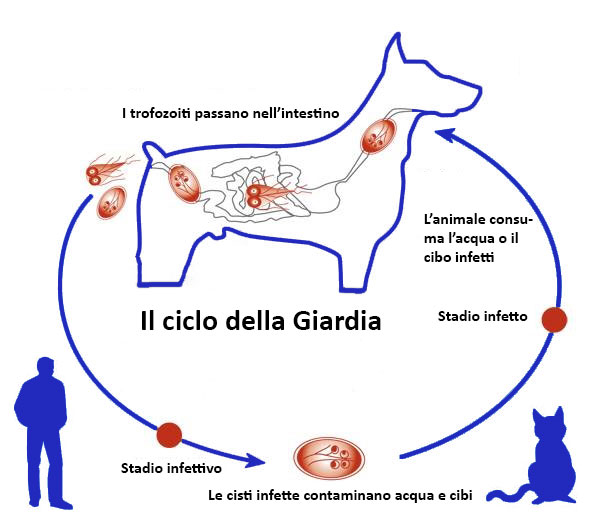 I trofozoiti passano nell'intestino
L'animale consu-
ma l'acqua o il
cibo infetti
Il ciclo della Giardia
Stadio infetto
Stadio infettivo
Le cisti infette contaminano acqua e cibi